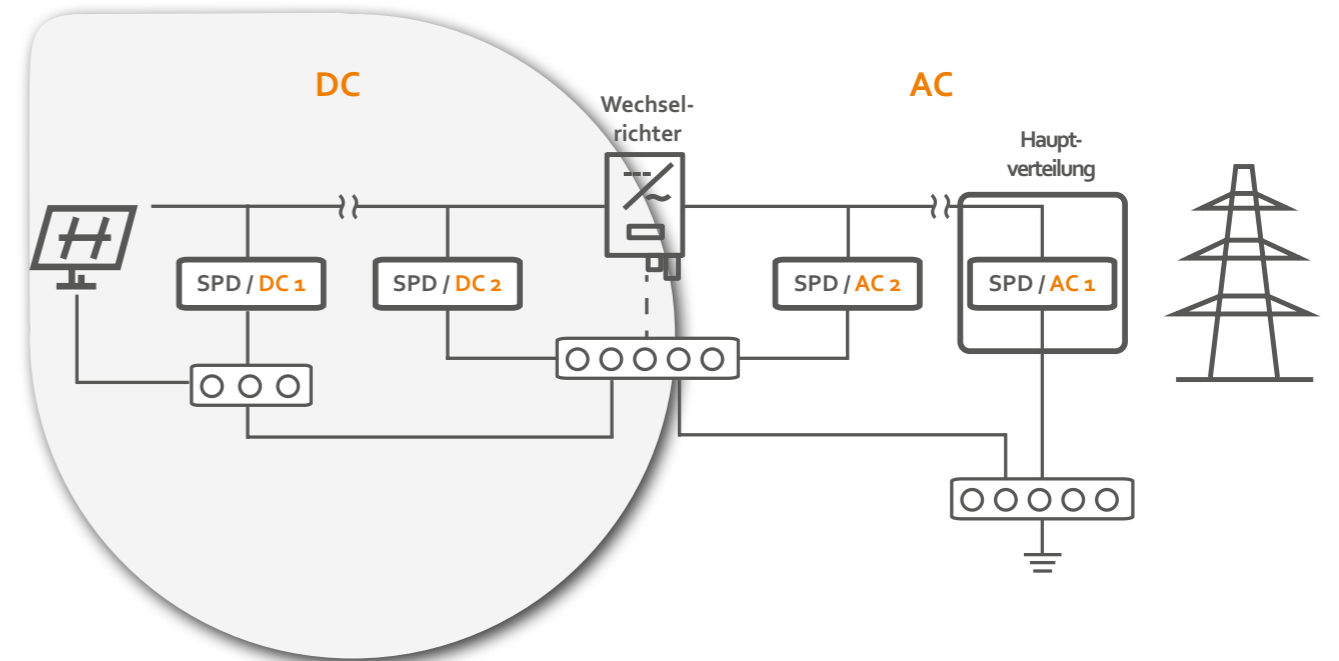 DC
AC
Wechsel-
richter
Haupt-
verteilung
SPD / DC 1
SPD / DC 2
SPD / AC 2
SPD / AC 1